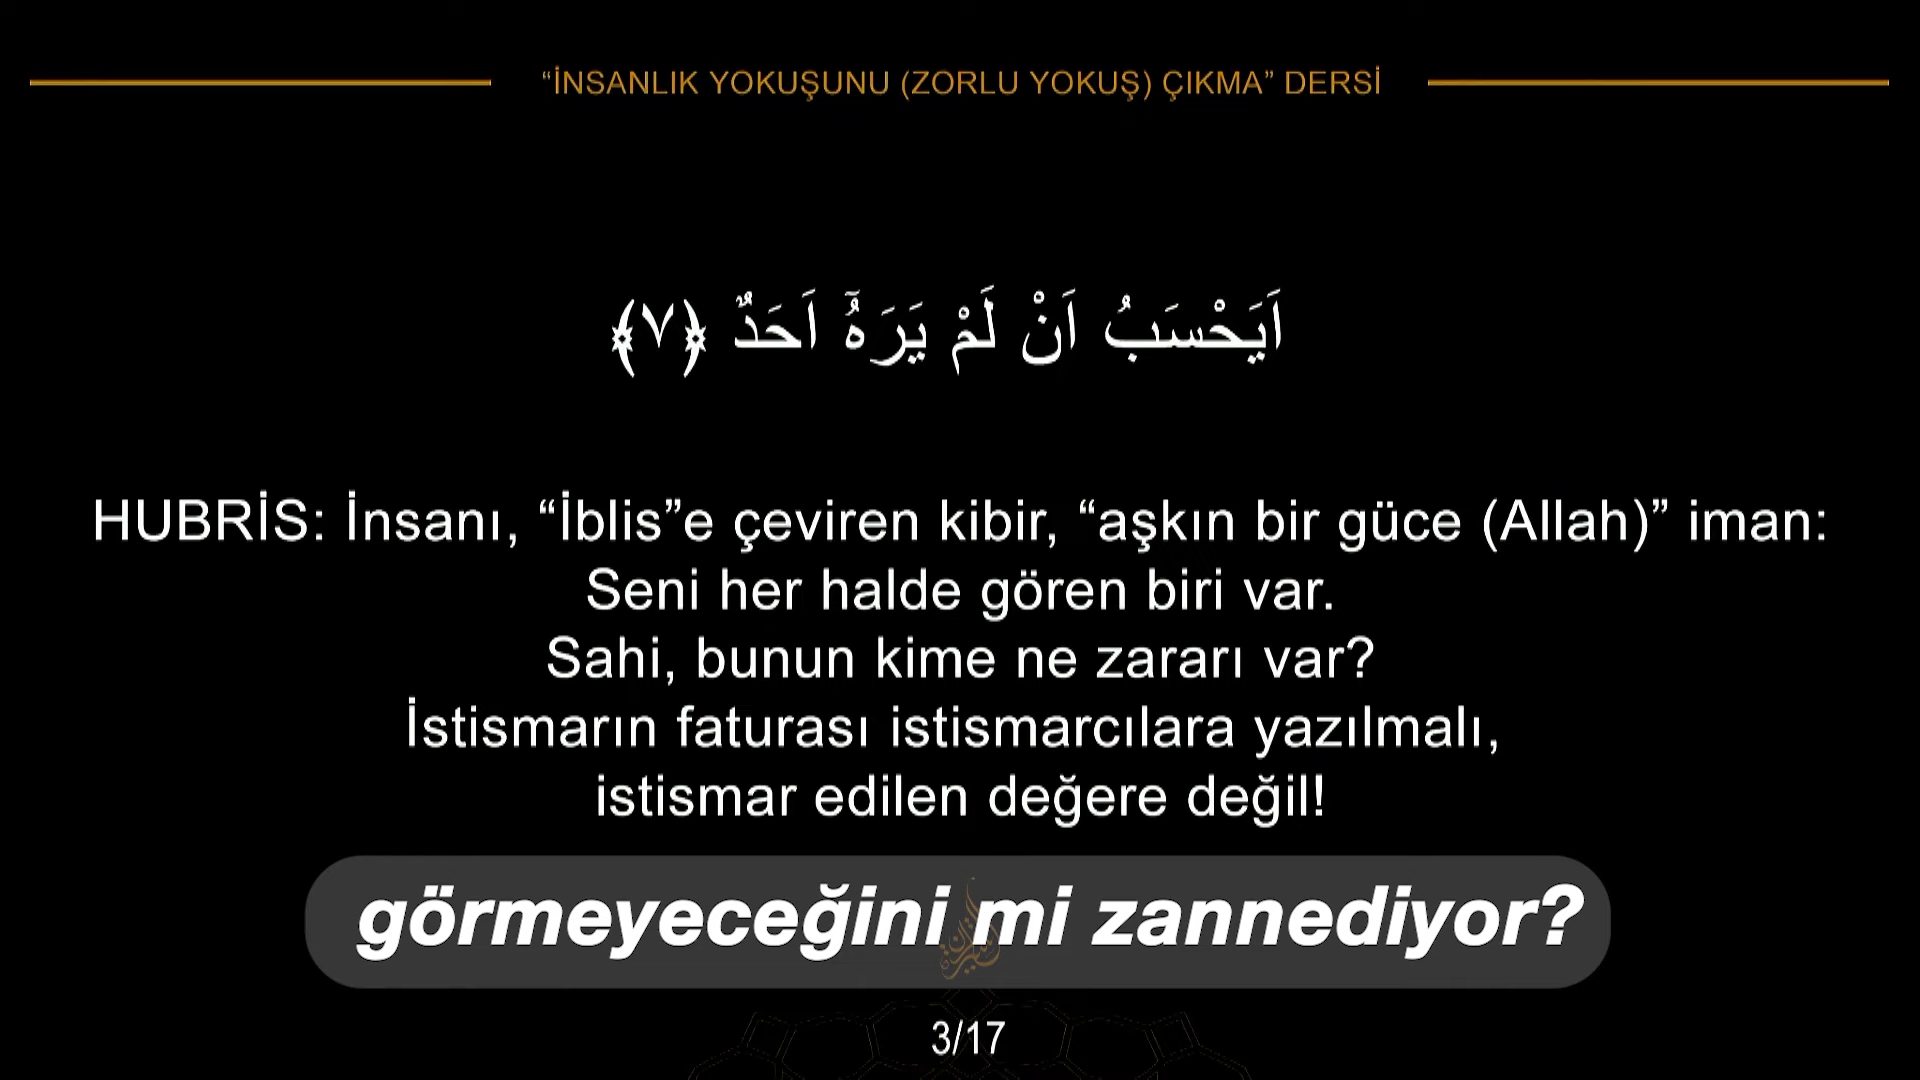 “İNSANLIK YOKUŞUNU (ZORLU YOKUŞ) ÇIKMA” DERSİ
اَيَحْسَبُ اَنْ لَمْ يَرَهُٓ اَحَدٌ ﴿٧﴾
HUBRİS: İnsanı, “İblis”e çeviren kibir, “aşkın bir güce (Allah)” iman:
Seni her halde gören biri var.
Sahi, bunun kime ne zararı var?
İstismarın faturası istismarcılara yazılmalı,
istismar edilen değere değil!
görmeyeceğini mi zannediyor?
3/17